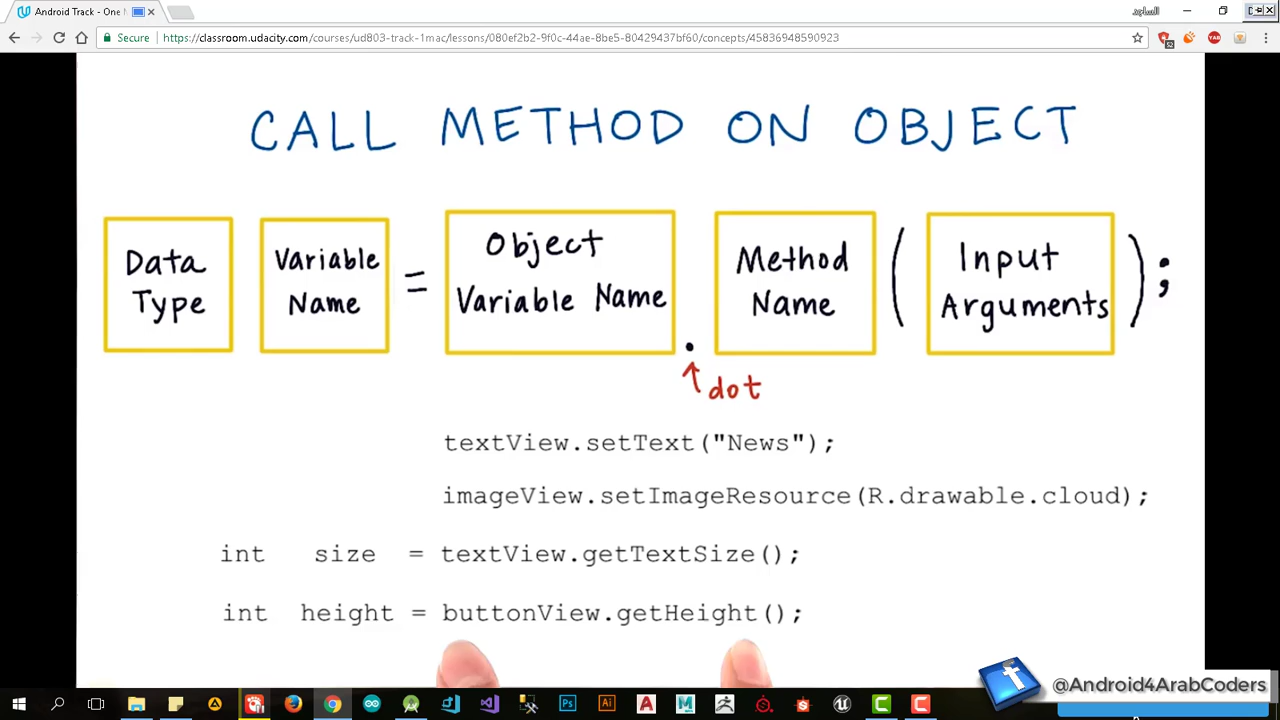 Android Track - One
السلود
Secure
https://classroom.udacity.com/courses/ud803-track-1mac/lessons/080ef2b2-9f0c-44ae-8be5-80429437bf60/concepts/45836948590923
CALL METHOD ON OBJECT
Data Type
Variable Name
=
Object Variable Name
.
Method Name
(
Input Arguments
);
dot
textView.setText("News");
imageView.setImageResource(R.drawable.cloud);
int size = textView.getTextSize();
int height = buttonView.getHeight();
@Android4ArabCoders